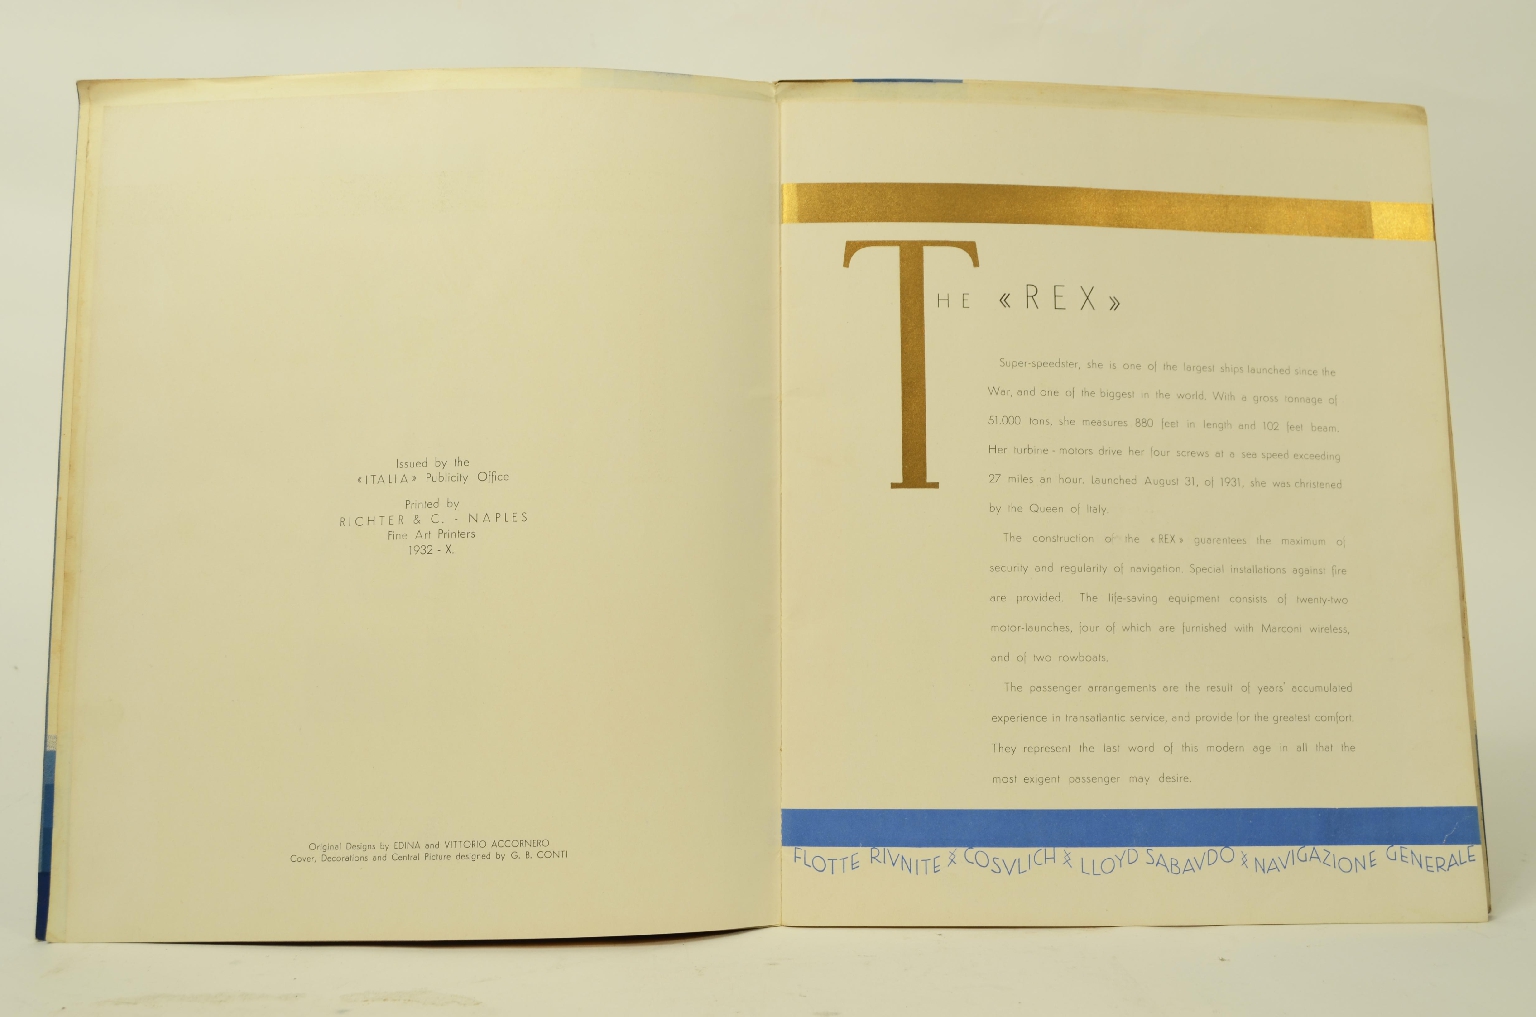 Issued by the
«ITALIA» Publicity Office
Printed by
RICHTER & C. - NAPLES
Fine Art Printers
1932 - X.
Original Designs by EDINA and VITTORIO ACCORNERO
Cover, Decorations and Central Picture designed by G. B. CONTI
THE «REX»
Super-speedster, she is one of the largest ships launched since the
War, and one of the biggest in the world. With a gross tonnage of
51.000 tons, she measures 880 feet in length and 102 feet beam.
Her turbine - motors drive her four screws at a sea speed exceeding
27 miles an hour. Launched August 31, of 1931, she was christened
by the Queen of Italy.
The construction of the «REX» guarentees the maximum of
security and regularity of navigation. Special installations against fire
are provided. The life-saving equipment consists of twenty-two
motor-launches, four of which are furnished with Marconi wireless,
and of two rowboats.
The passenger arrangements are the result of years' accumulated
experience in transatlantic service, and provide for the greatest comfort.
They represent the last word of this modern age in all that the
most exigent passenger may desire.
FLOTTE RIVNITE COSVLICH LLOYD SABAVDO NAVIGAZIONE GENERALE